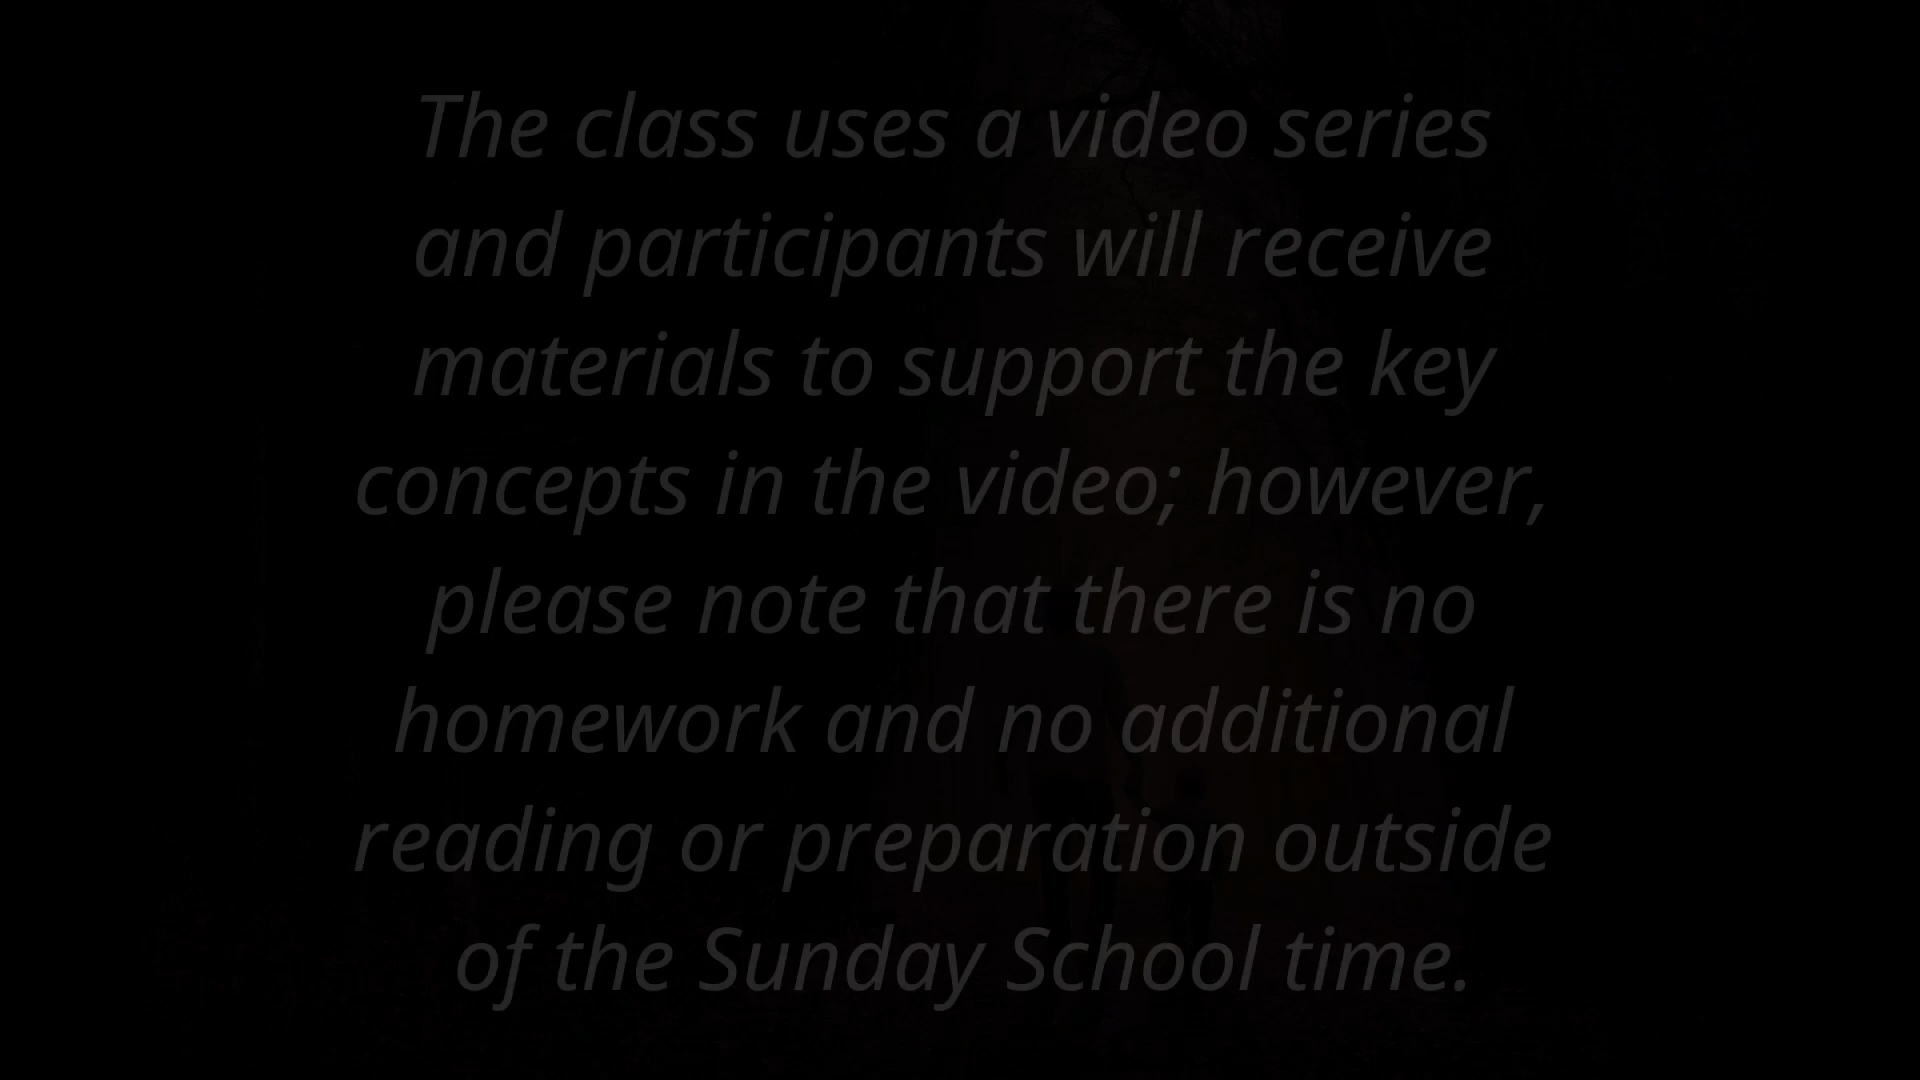 The class uses a video series
and participants will receive
materials to support the key
concepts in the video; however,
please note that there is no
homework and no additional
reading or preparation outside
of the Sunday School time.